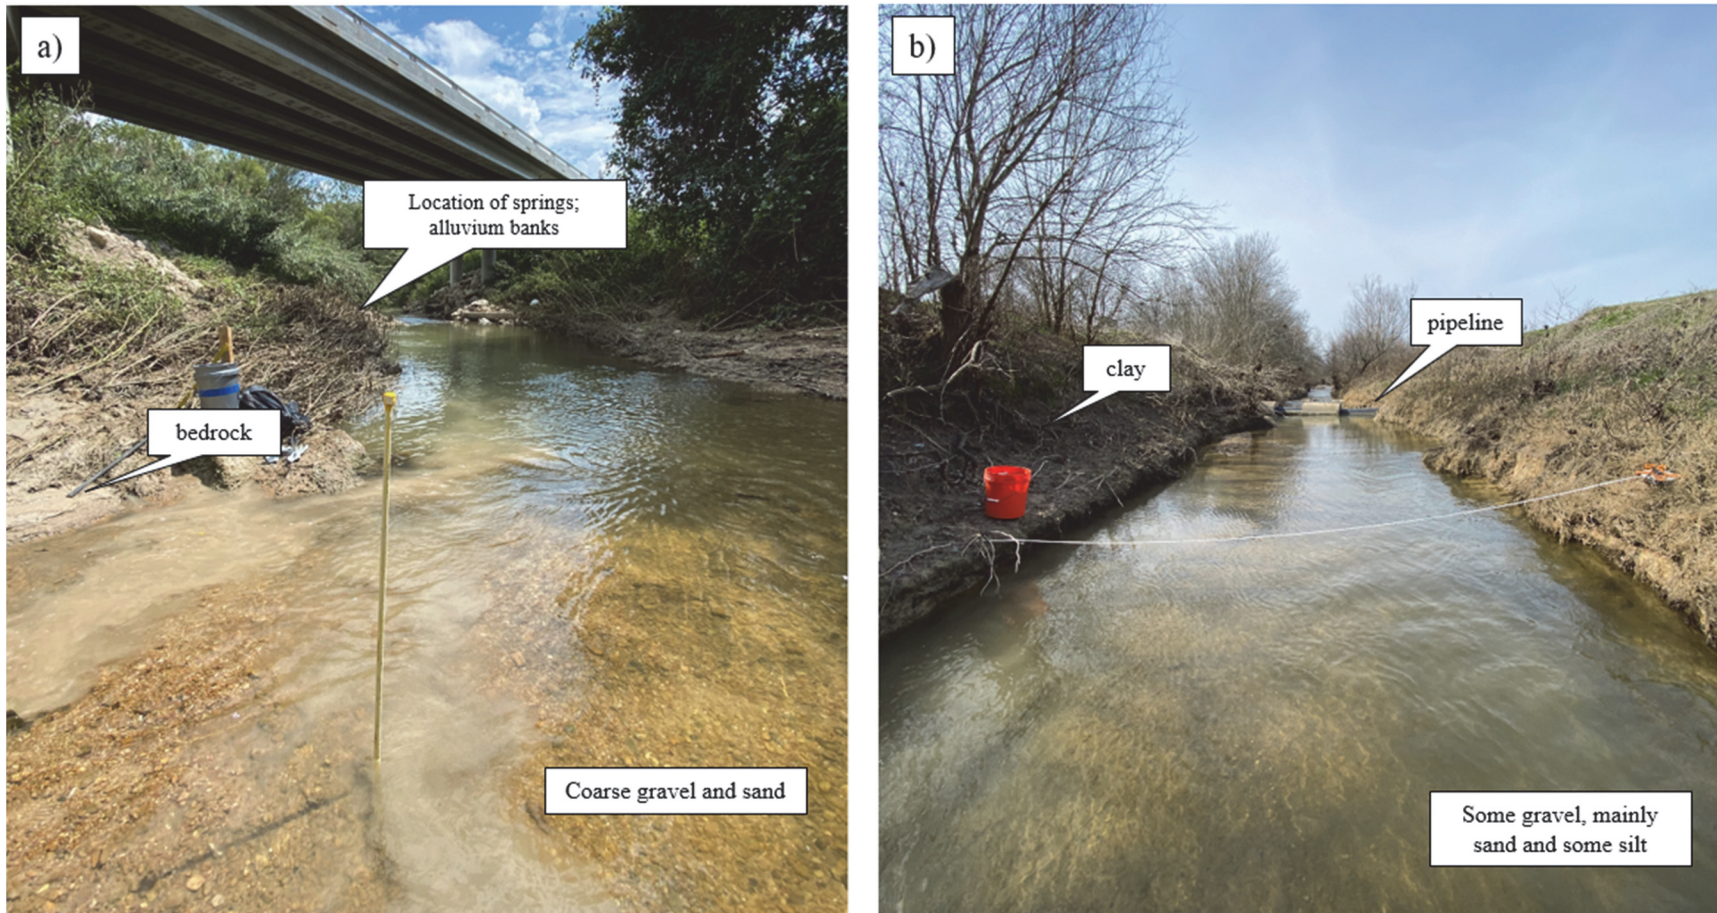 a)
Location of springs;
alluvium banks
bedrock
Coarse gravel and sand
b)
pipeline
clay
Some gravel, mainly
sand and some silt